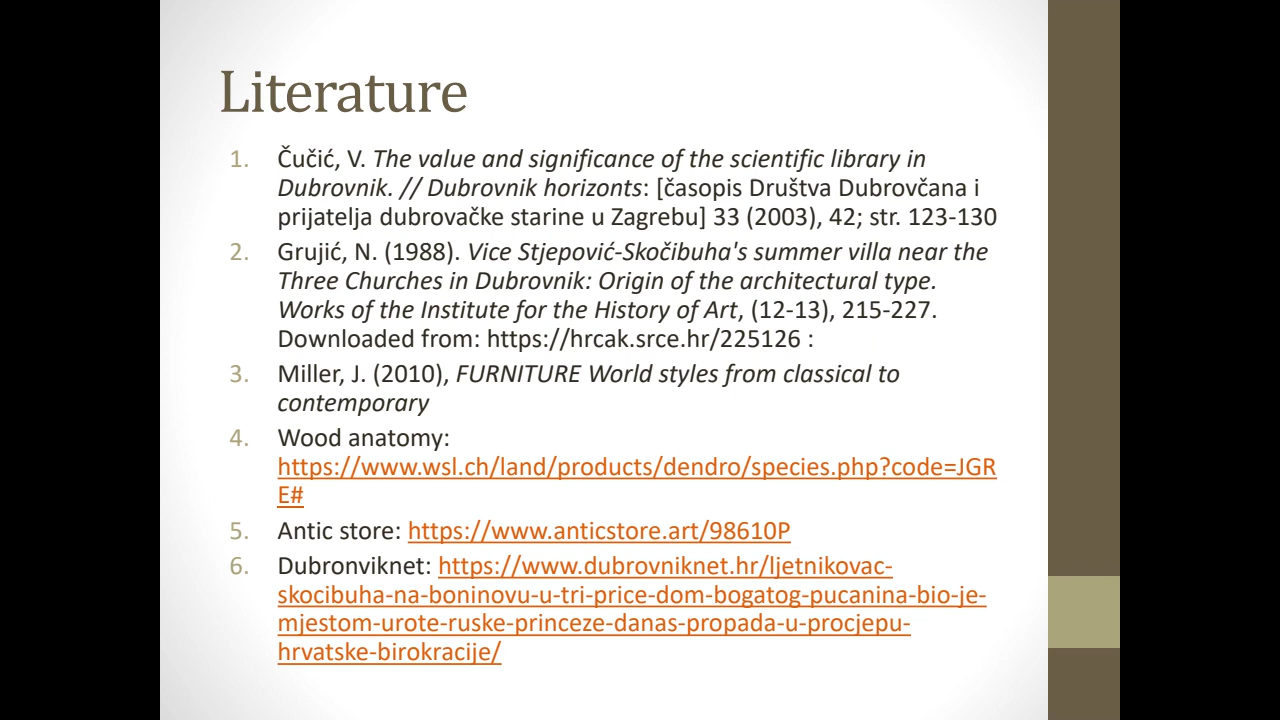 Literature
1. Čučić, V. The value and significance of the scientific library in
Dubrovnik. // Dubrovnik horizonts: [časopis Društva Dubrovčana i
prijatelja dubrovačke starine u Zagrebu] 33 (2003), 42; str. 123-130
2. Grujić, N. (1988). Vice Stjepović-Skočibuha's summer villa near the
Three Churches in Dubrovnik: Origin of the architectural type.
Works of the Institute for the History of Art, (12-13), 215-227.
Downloaded from: https://hrcak.srce.hr/225126 :
3. Miller, J. (2010), FURNITURE World styles from classical to
contemporary
4. Wood anatomy:
https://www.wsl.ch/land/products/dendro/species.php?code=JGR
E#
5. Antic store: https://www.anticstore.art/98610P
6. Dubronviknet: https://www.dubrovniknet.hr/ljetnikovac-
skocibuha-na-boninovu-u-tri-price-dom-bogatog-pucanina-bio-je-
mjestom-urote-ruske-princeze-danas-propada-u-procjepu-
hrvatske-birokracije/